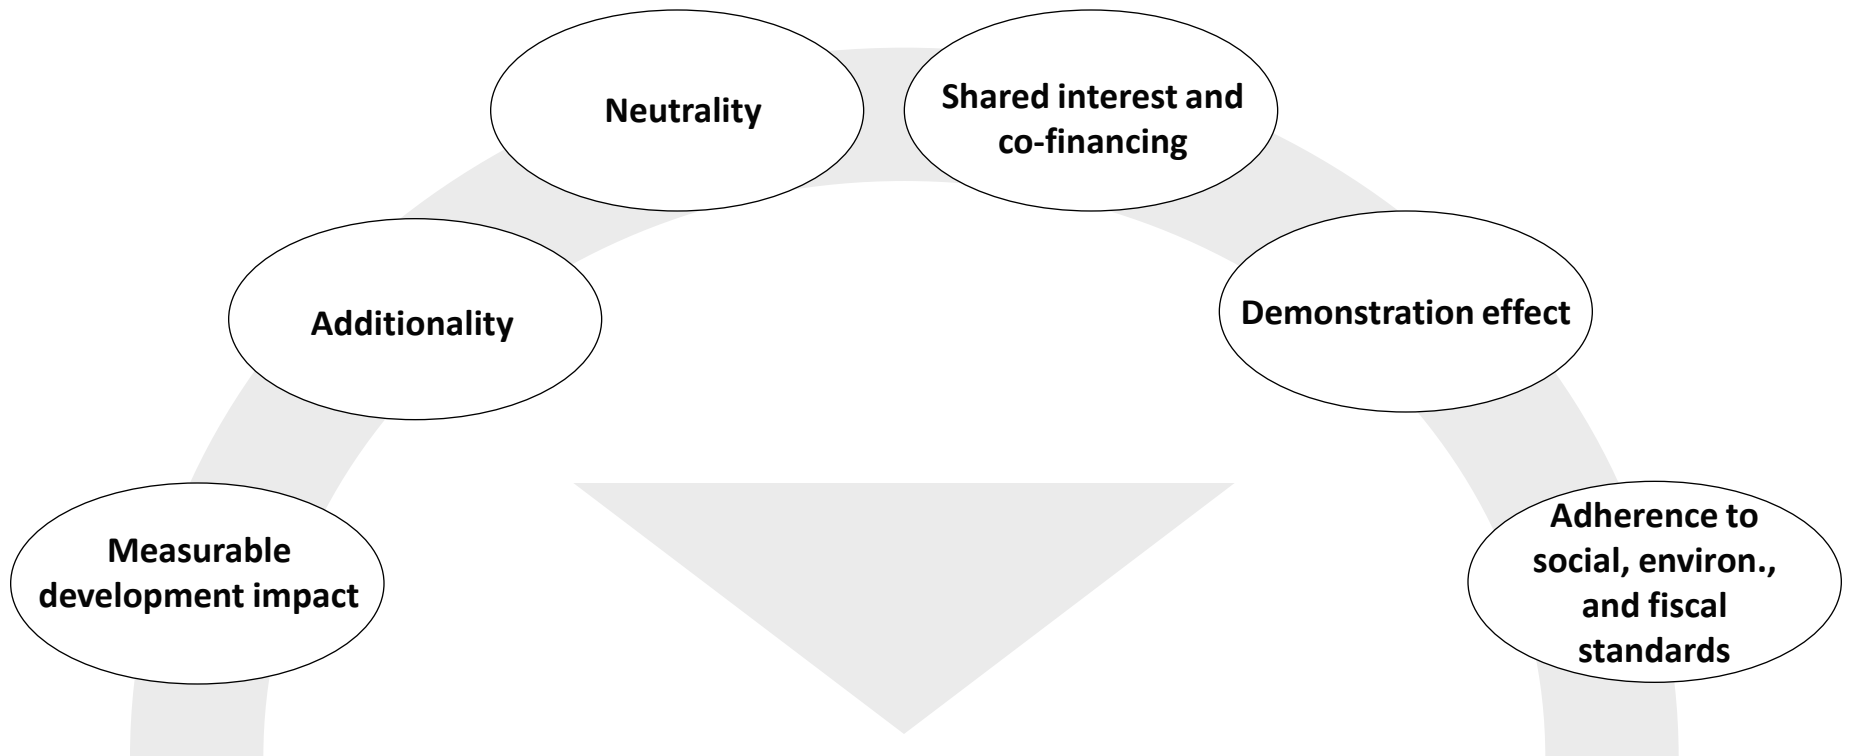 Neutrality
Shared interest and
co-financing
Additionality
Demonstration effect
Measurable
development impact
Adherence to
social, environ.,
and fiscal
standards